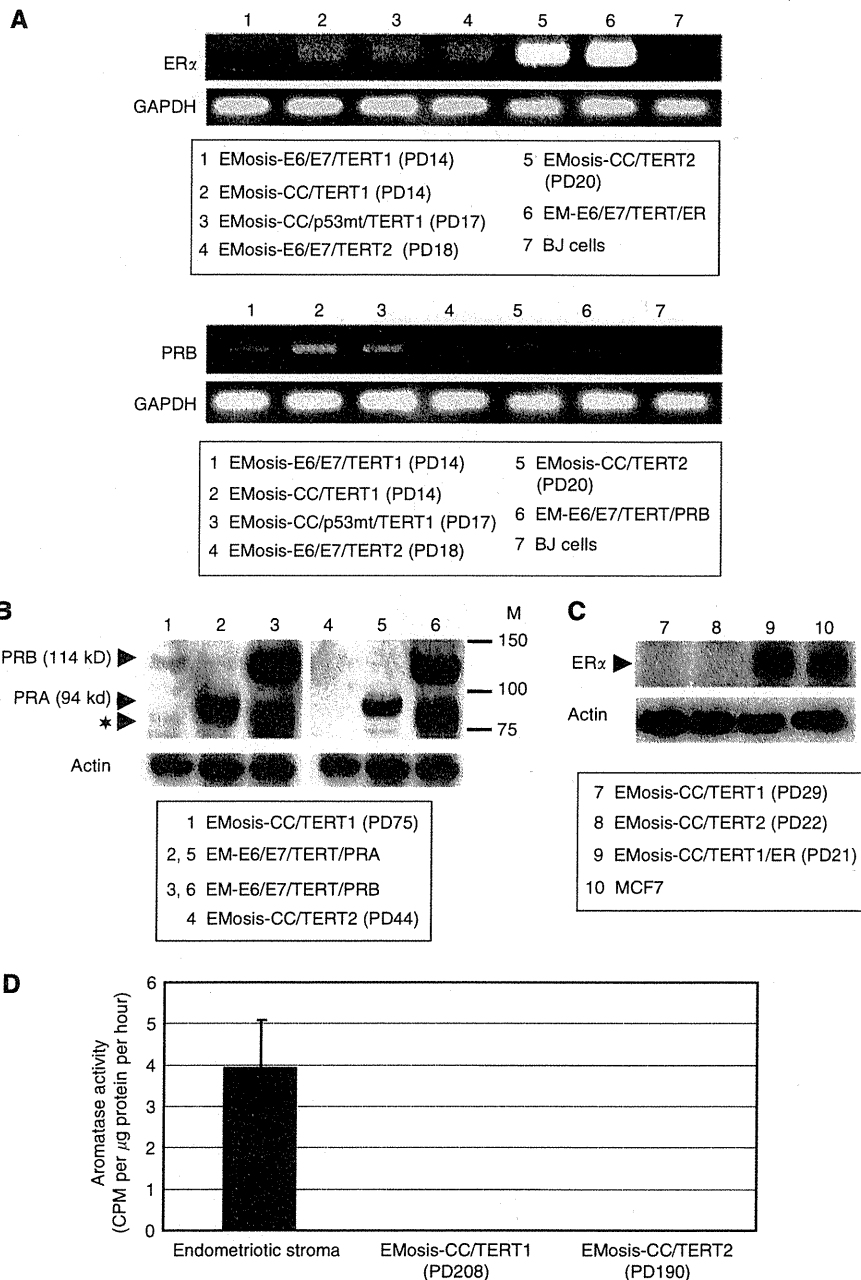 A
1 2 3 4 5 6 7
ERα
GAPDH
1 EMosis-E6/E7/TERT1 (PD14)
2 EMosis-CC/TERT1 (PD14)
3 EMosis-CC/p53mt/TERT1 (PD17)
4 EMosis-E6/E7/TERT2 (PD18)
5 EMosis-CC/TERT2
(PD20)
6 EM-E6/E7/TERT/ER
7 BJ cells
1 2 3 4 5 6 7
PRB
GAPDH
1 EMosis-E6/E7/TERT1 (PD14)
2 EMosis-CC/TERT1 (PD14)
3 EMosis-CC/p53mt/TERT1 (PD17)
4 EMosis-E6/E7/TERT2 (PD18)
5 EMosis-CC/TERT2
(PD20)
6 EM-E6/E7/TERT/PRB
7 BJ cells
B
1 2 3 4 5 6 M
PRB (114 kD)
PRA (94 kd)
*
150
100
75
Actin
1 EMosis-CC/TERT1 (PD75)
2, 5 EM-E6/E7/TERT/PRA
3, 6 EM-E6/E7/TERT/PRB
4 EMosis-CC/TERT2 (PD44)
C
7 8 9 10
ERα
Actin
7 EMosis-CC/TERT1 (PD29)
8 EMosis-CC/TERT2 (PD22)
9 EMosis-CC/TERT1/ER (PD21)
10 MCF7
D
Aromatase activity
(CPM per µg protein per hour)
6
5
4
3
2
1
0
Endometriotic stroma
EMosis-CC/TERT1
(PD208)
EMosis-CC/TERT2
(PD190)